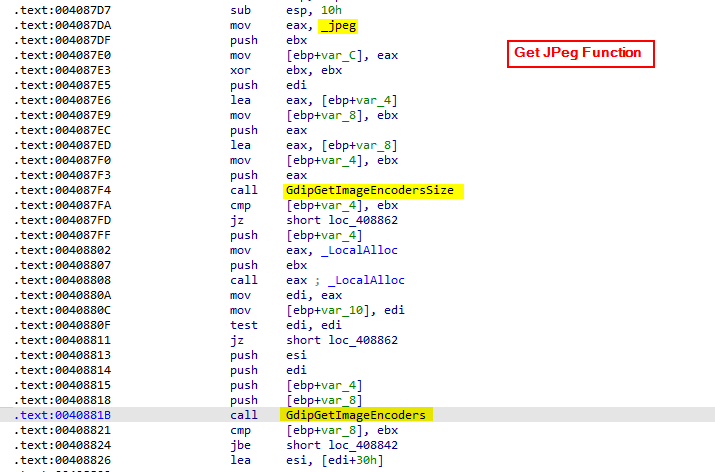 .text:004087D7 sub esp, 10h
.text:004087DA mov eax, _jpeg
.text:004087DF push ebx
.text:004087E0 mov [ebp+var_C], eax
Get JPeg Function
.text:004087E3 xor ebx, ebx
.text:004087E5 push edi
.text:004087E6 lea eax, [ebp+var_4]
.text:004087E9 mov [ebp+var_8], ebx
.text:004087EC push eax
.text:004087ED lea eax, [ebp+var_8]
.text:004087F0 mov [ebp+var_4], ebx
.text:004087F3 push eax
.text:004087F4 call GdipGetImageEncodersSize
.text:004087FA cmp [ebp+var_4], ebx
.text:004087FD jz short loc_408862
.text:004087FF push [ebp+var_4]
.text:00408802 mov eax, _LocalAlloc
.text:00408807 push ebx
.text:00408808 call eax ; _LocalAlloc
.text:0040880A mov edi, eax
.text:0040880C mov [ebp+var_10], edi
.text:0040880F test edi, edi
.text:00408811 jz short loc_408862
.text:00408813 push esi
.text:00408814 push edi
.text:00408815 push [ebp+var_4]
.text:00408818 push [ebp+var_8]
.text:0040881B call GdipGetImageEncoders
.text:00408821 cmp [ebp+var_8], ebx
.text:00408824 jbe short loc_408842
.text:00408826 lea esi, [edi+30h]